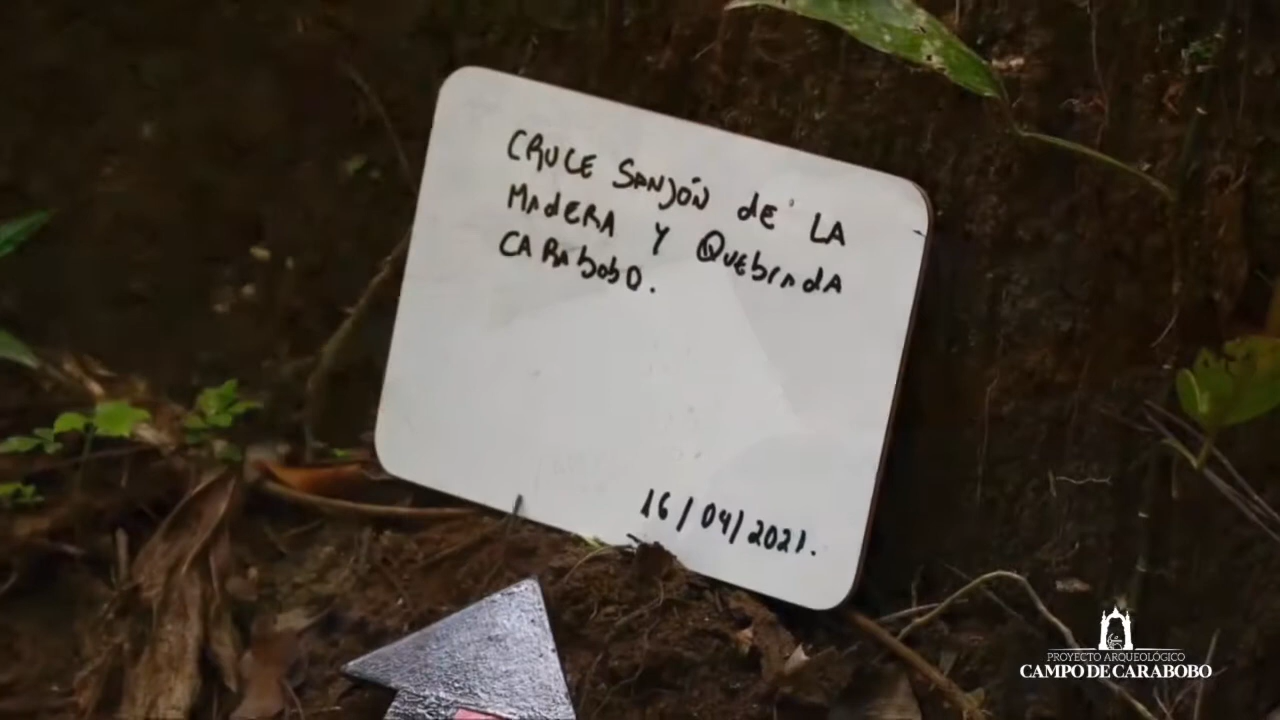 CRUCE SANJÓN DE LA
MADERA Y QUEBRADA
CARABOBO.
16/04/2021.
PROYECTO ARQUEOLÓGICO
CAMPO DE CARABOBO